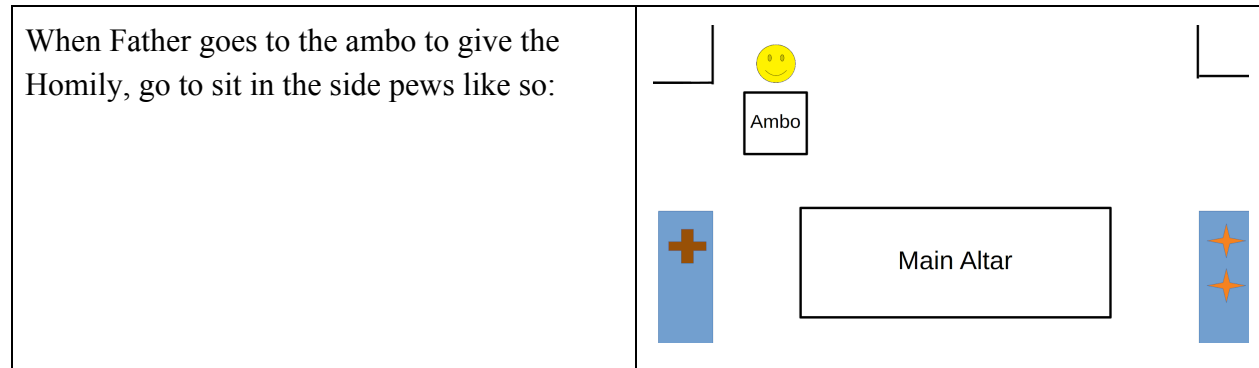 When Father goes to the ambo to give the
Homily, go to sit in the side pews like so:
Ambo
Main Altar